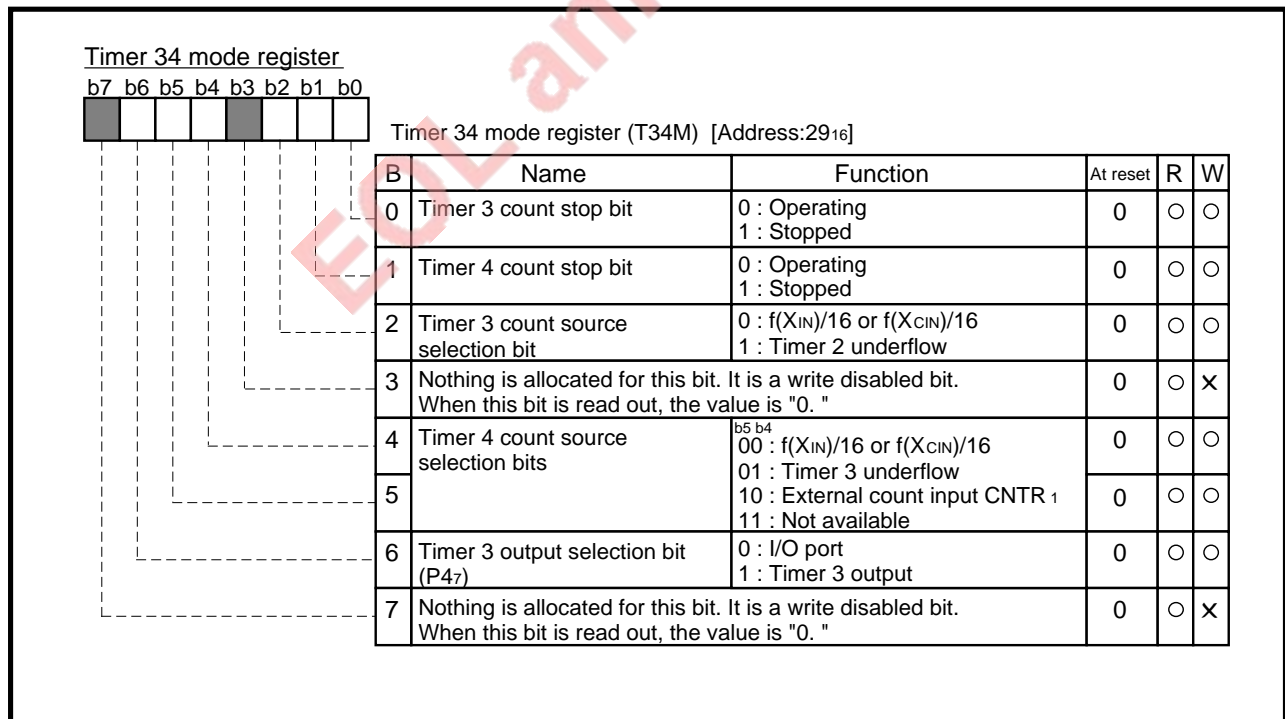 Timer 34 mode register
b7 b6 b5 b4 b3 b2 b1 b0
Timer 34 mode register (T34M) [Address:2916]
B Name Function At reset R W
0 Timer 3 count stop bit 0 : Operating 0 ○ ○
1 : Stopped
1 Timer 4 count stop bit 0 : Operating 0 ○ ○
1 : Stopped
2 Timer 3 count source 0 : f(XIN)/16 or f(XCIN)/16 0 ○ ○
selection bit 1 : Timer 2 underflow
3 Nothing is allocated for this bit. It is a write disabled bit. 0 ○ ×
When this bit is read out, the value is "0. "
4 Timer 4 count source b5 b4 0 ○ ○
selection bits 00 : f(XIN)/16 or f(XCIN)/16
01 : Timer 3 underflow
5 10 : External count input CNTR 1 0 ○ ○
11 : Not available
6 Timer 3 output selection bit 0 : I/O port 0 ○ ○
(P47) 1 : Timer 3 output
7 Nothing is allocated for this bit. It is a write disabled bit. 0 ○ ×
When this bit is read out, the value is "0. "
EOL